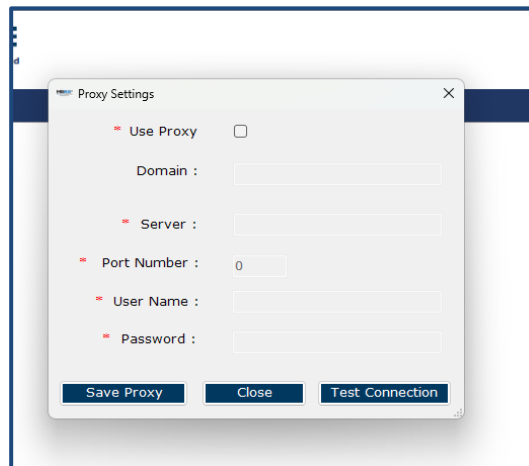 d
Proxy Settings
* Use Proxy
Domain :
* Server :
* Port Number : 0
* User Name :
* Password :
Save Proxy Close Test Connection